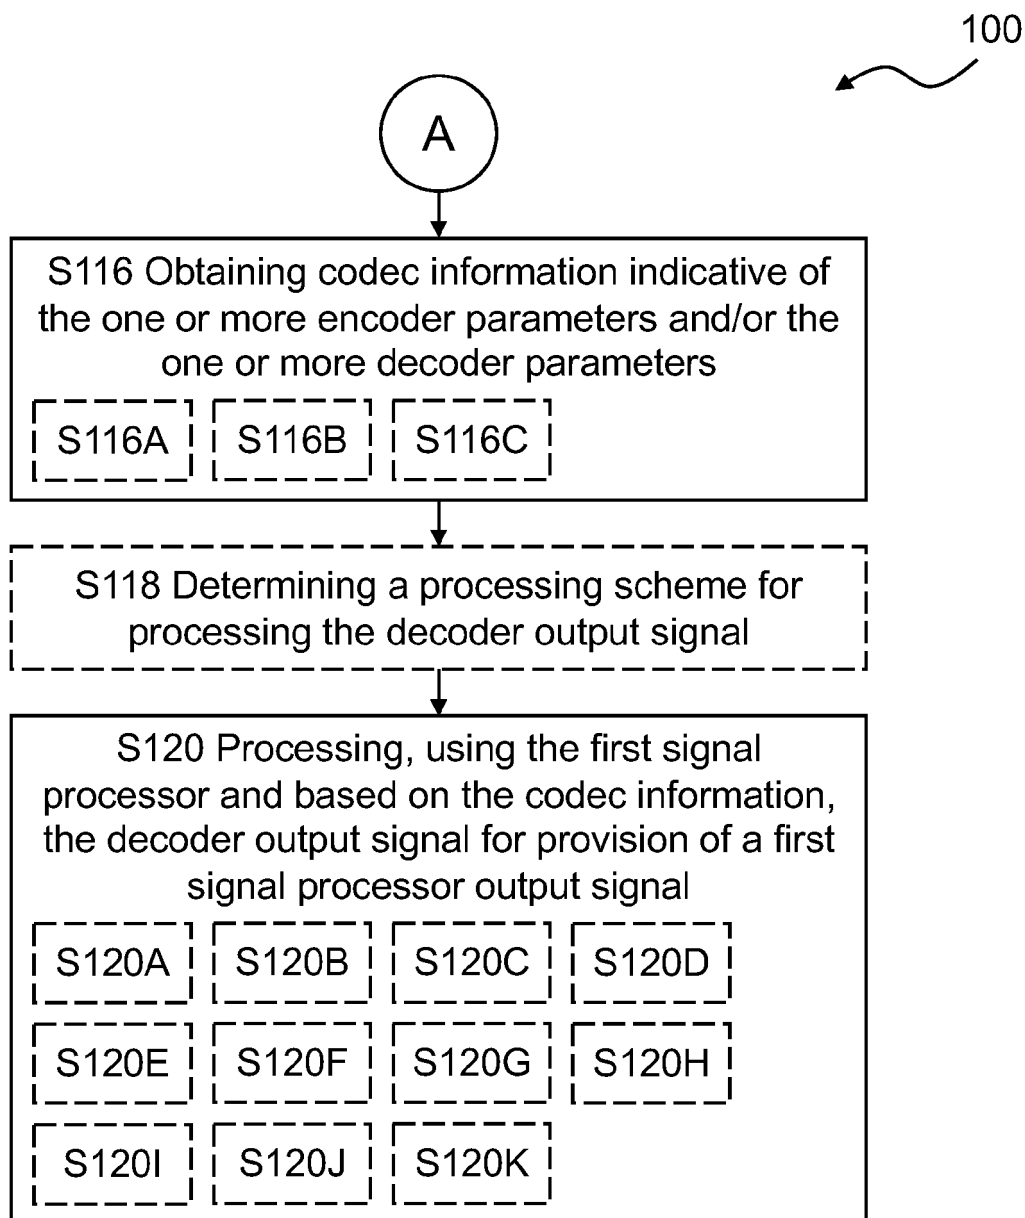 100
A
S116 Obtaining codec information indicative of
the one or more encoder parameters and/or the
one or more decoder parameters
S116A S116B S116C
S118 Determining a processing scheme for
processing the decoder output signal
S120 Processing, using the first signal
processor and based on the codec information,
the decoder output signal for provision of a first
signal processor output signal
S120A S120B S120C S120D
S120E S120F S120G S120H
S120I S120J S120K